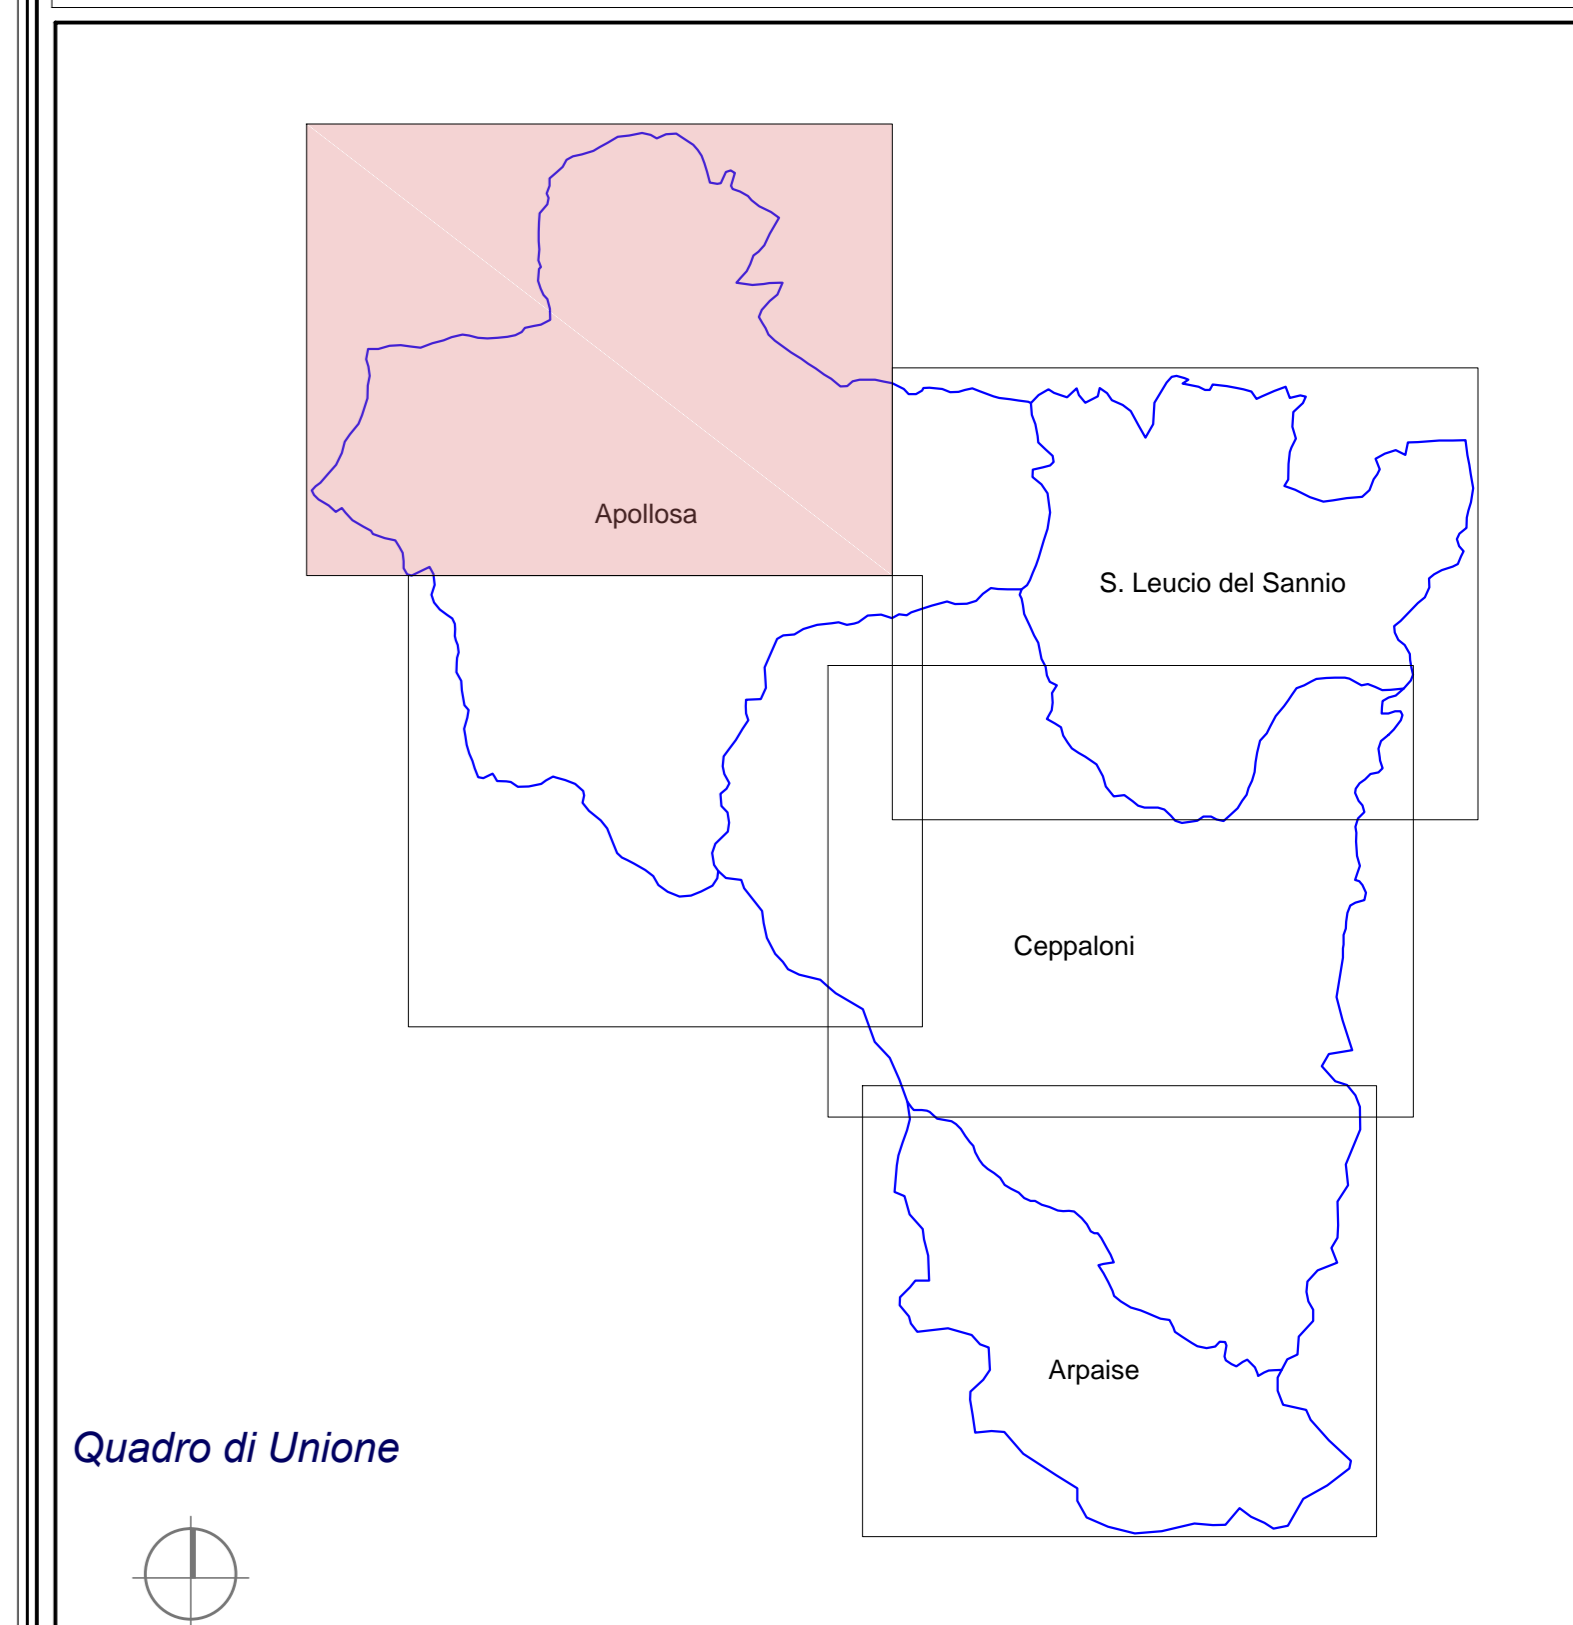 Apollosa
S. Leucio del Sannio
Ceppaloni
Arpaise
Quadro di Unione